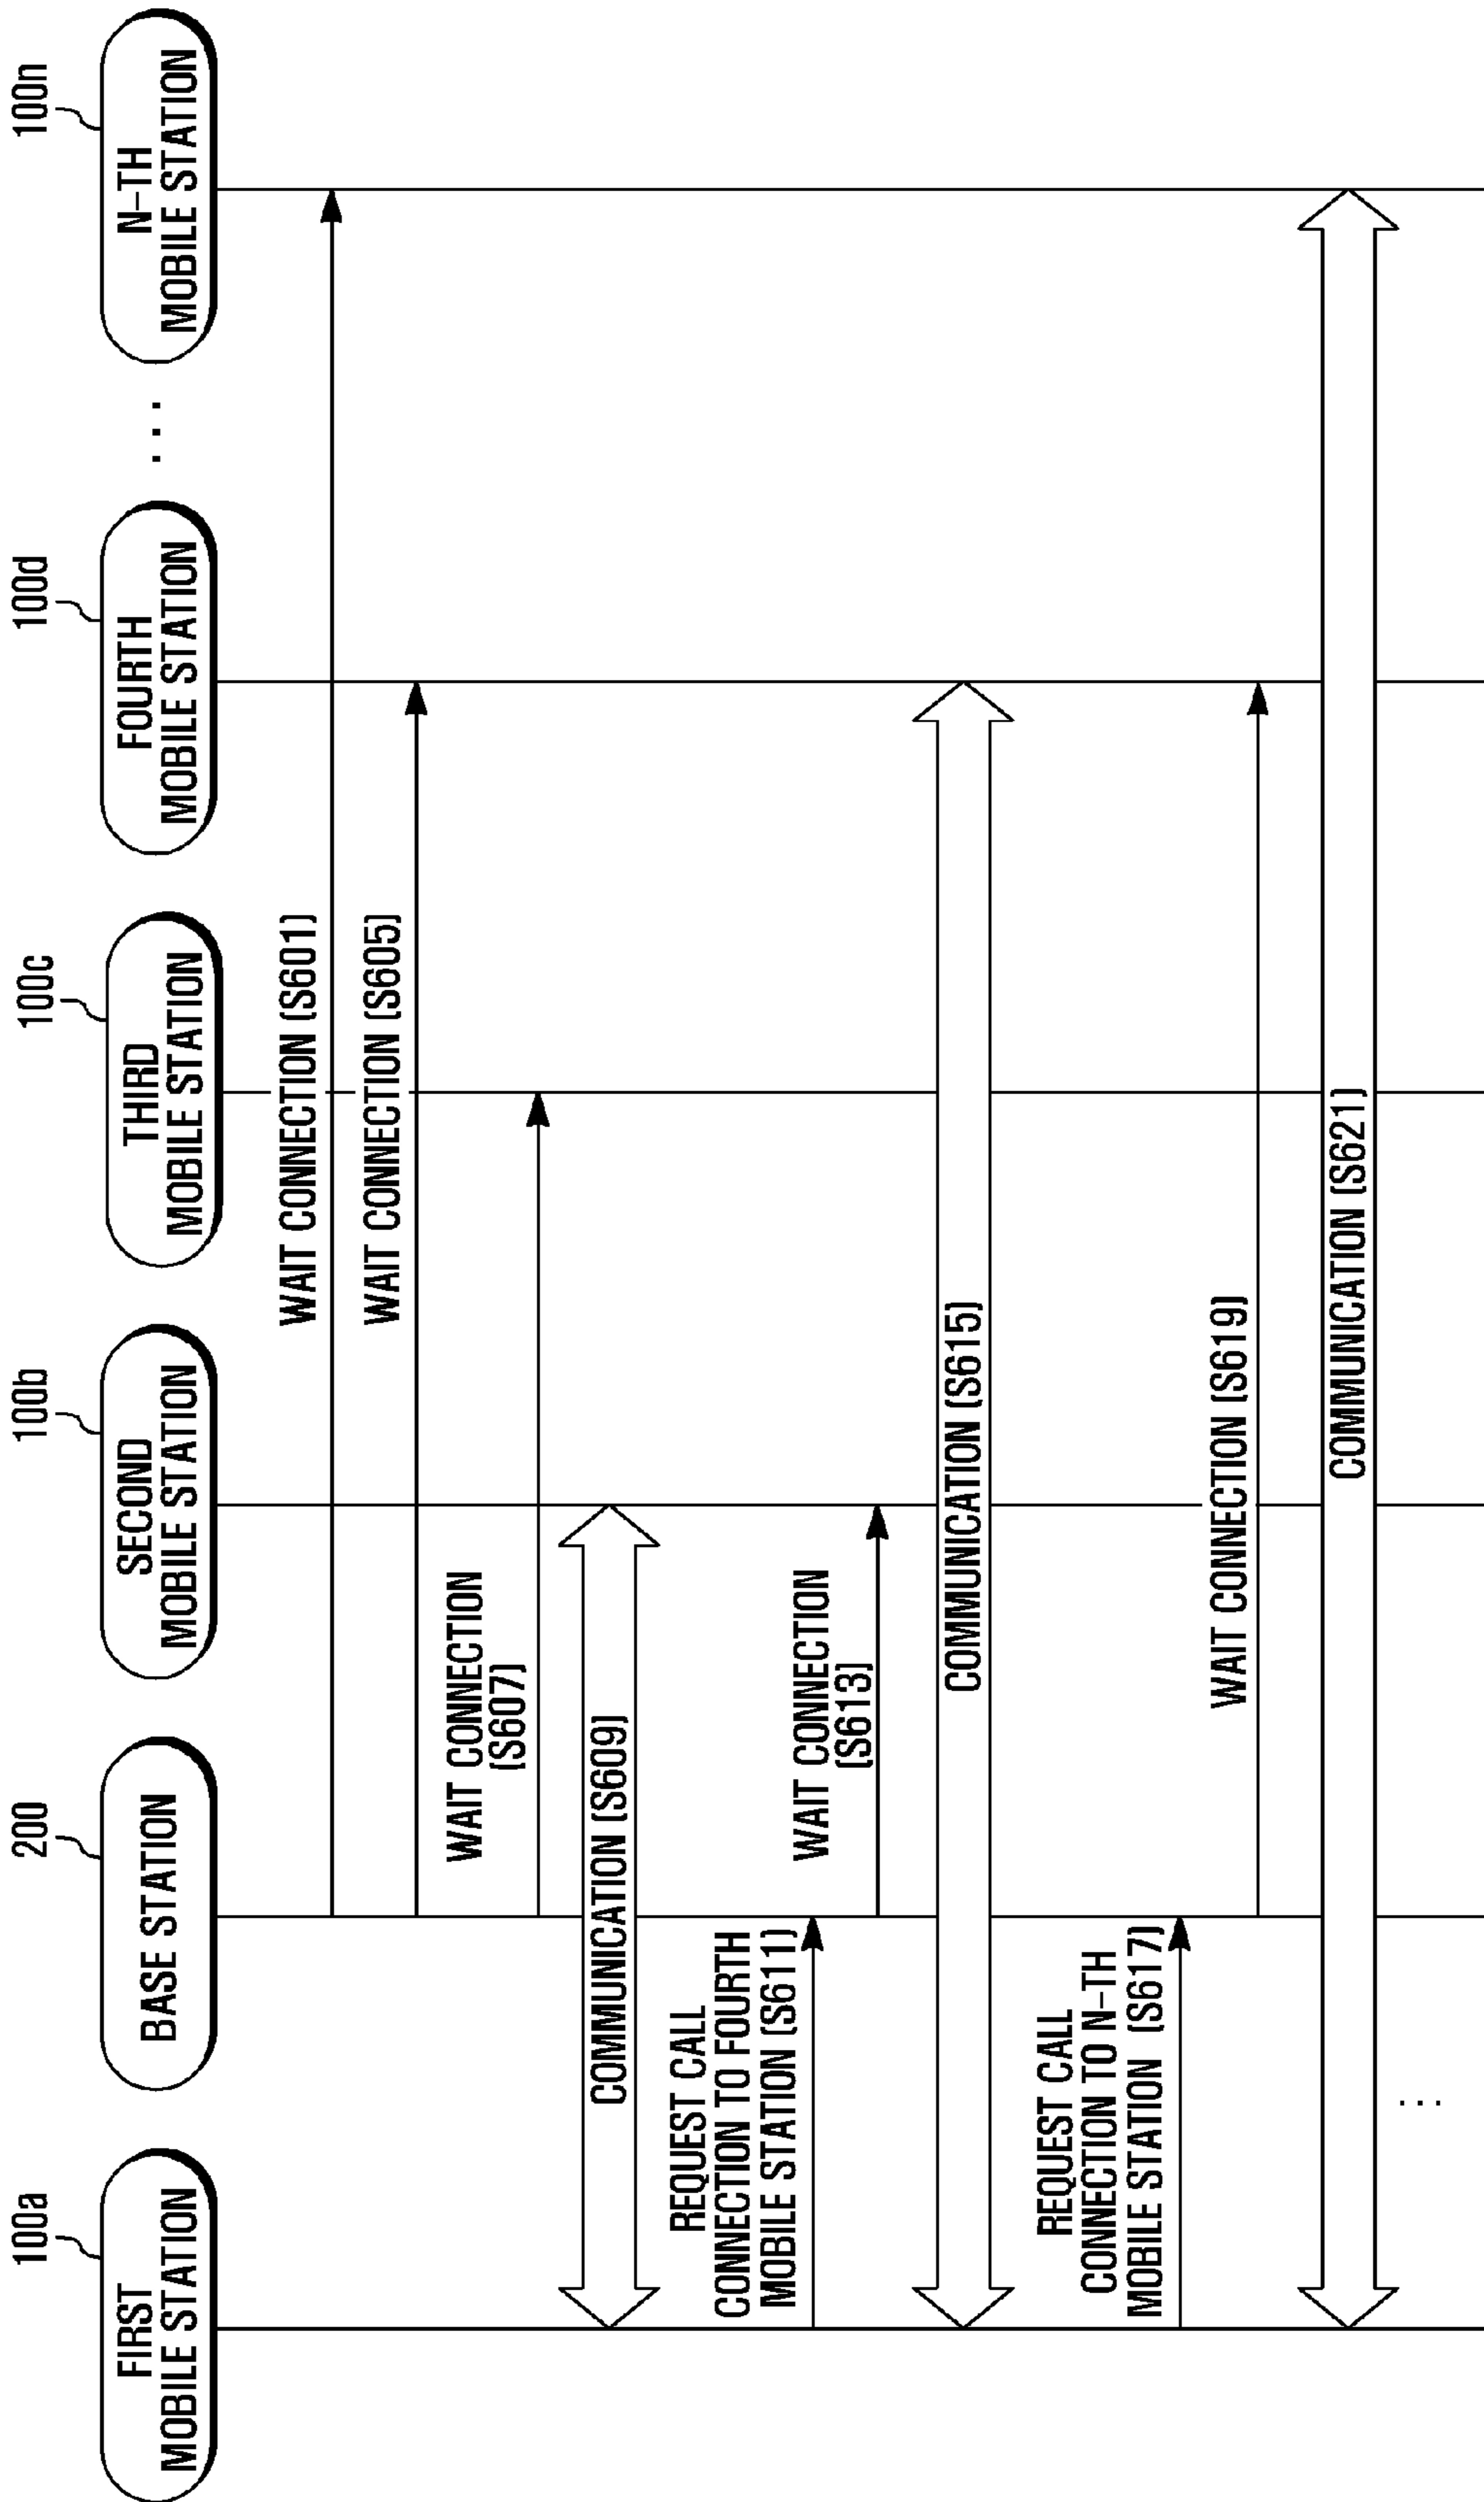 100a
200
100b
100c
100d
100n
FIRST
MOBILE STATION
BASE STATION
SECOND
MOBILE STATION
THIRD
MOBILE STATION
FOURTH
MOBILE STATION
...
N-TH
MOBILE STATION
WAIT CONNECTION (S601)
WAIT CONNECTION (S605)
WAIT CONNECTION
(S607)
COMMUNICATION (S609)
REQUEST CALL
CONNECTION TO FOURTH
MOBILE STATION (S611)
WAIT CONNECTION
(S613)
COMMUNICATION (S615)
REQUEST CALL
CONNECTION TO N-TH
MOBILE STATION (S617)
WAIT CONNECTION (S619)
COMMUNICATION (S621)
...